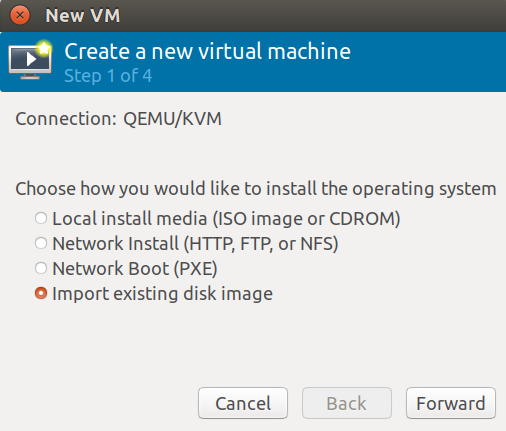 New VM
Create a new virtual machine
Step 1 of 4
Connection: QEMU/KVM
Choose how you would like to install the operating system
Local install media (ISO image or CDROM)
Network Install (HTTP, FTP, or NFS)
Network Boot (PXE)
Import existing disk image
Cancel Back Forward